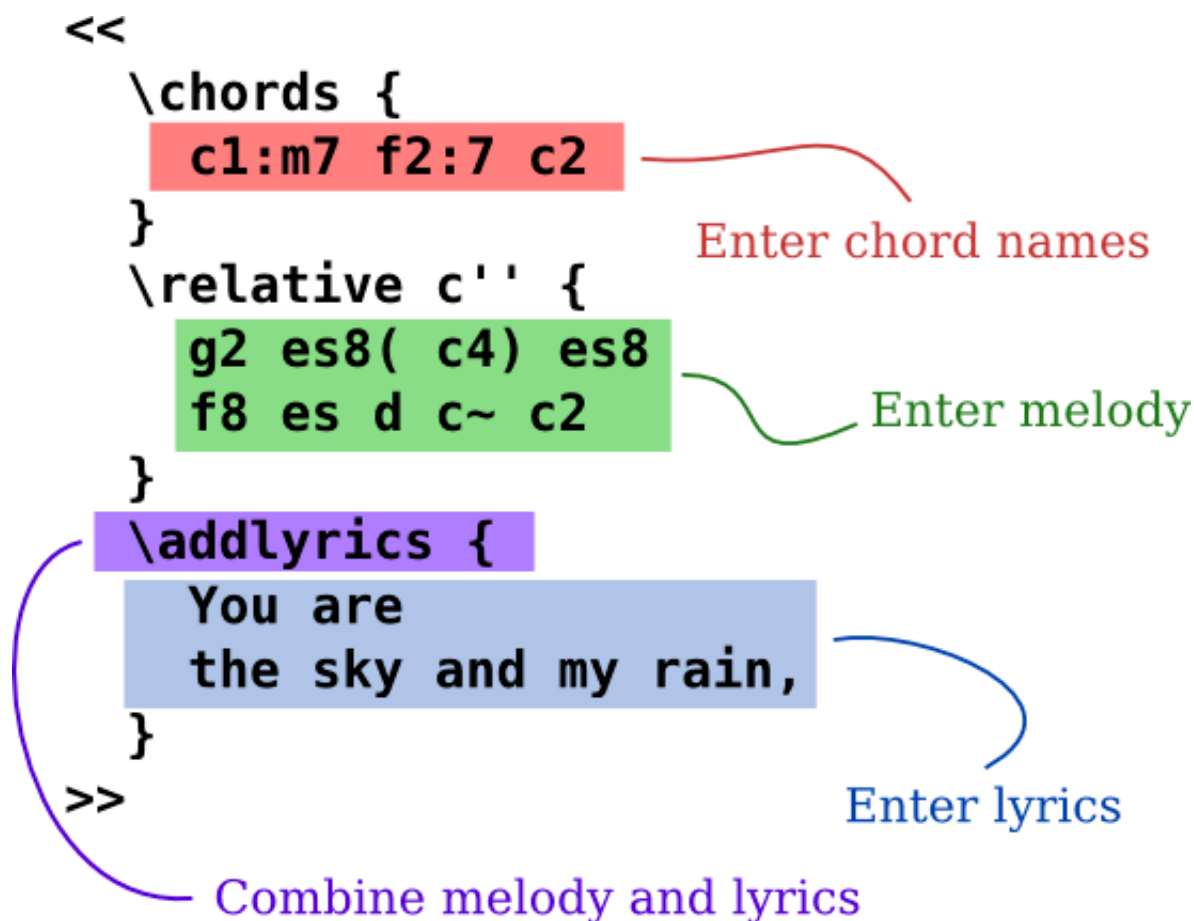 <<
\chords {
c1:m7 f2:7 c2
}
Enter chord names
\relative c'' {
g2 es8( c4) es8
f8 es d c~ c2
Enter melody
}
\addlyrics {
You are
the sky and my rain,
}
>>
Enter lyrics
Combine melody and lyrics